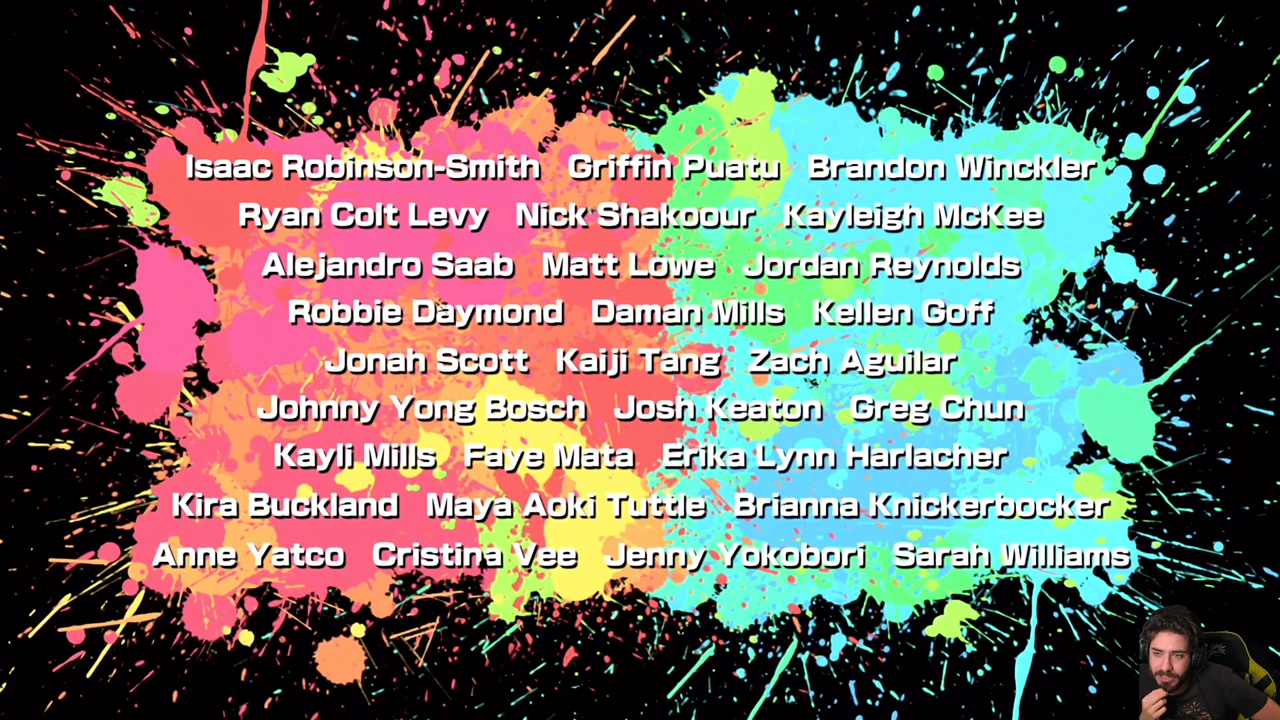 Isaac Robinson-Smith Griffin Puatu Brandon Winckler
Ryan Colt Levy Nick Shakoour Kayleigh McKee
Alejandro Saab Matt Lowe Jordan Reynolds
Robbie Daymond Daman Mills Kellen Goff
Jonah Scott Kaiji Tang Zach Aguilar
Johnny Yong Bosch Josh Keaton Greg Chun
Kayli Mills Faye Mata Erika Lynn Harlacher
Kira Buckland Maya Aoki Tuttle Brianna Knickerbocker
Anne Yatco Cristina Vee Jenny Yokobori Sarah Williams